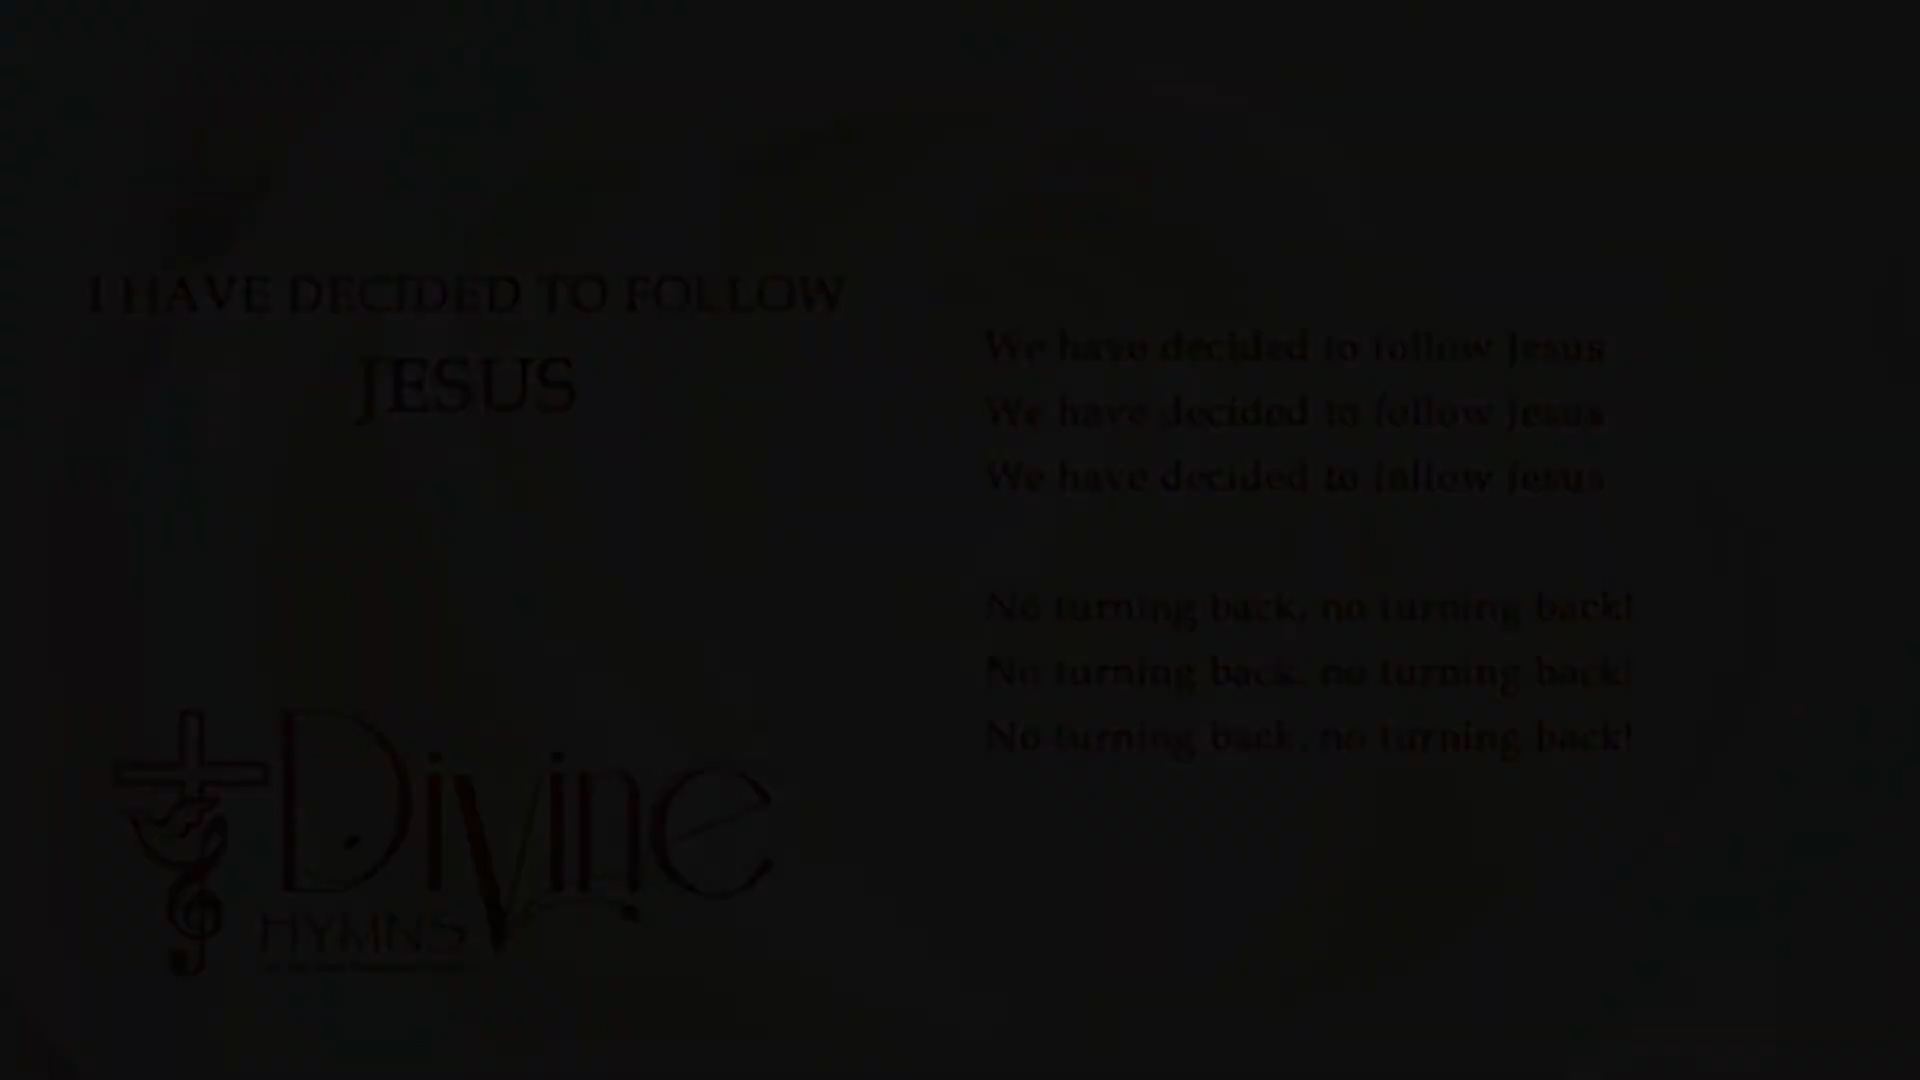 I HAVE DECIDED TO FOLLOW
JESUS
We have decided to follow Jesus
We have decided to follow Jesus
We have decided to follow Jesus
No turning back, no turning back!
No turning back, no turning back!
No turning back, no turning back!
Divine
HYMNS